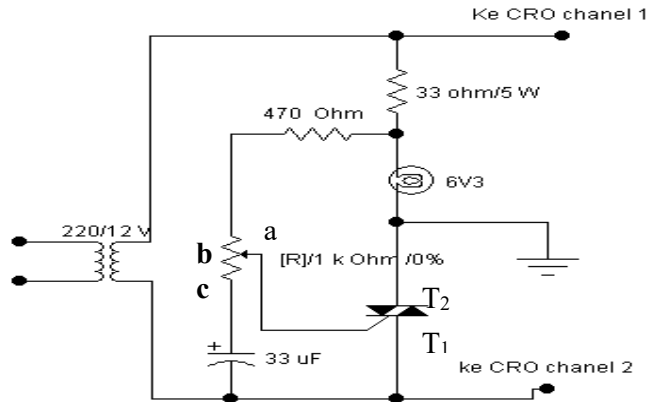 Ke CRO chanel 1
33 ohm/5 W
470 Ohm
6V3
220/12 V
a
b
[R]/1 k Ohm /0%
c
T2
T1
+
33 uF
ke CRO chanel 2